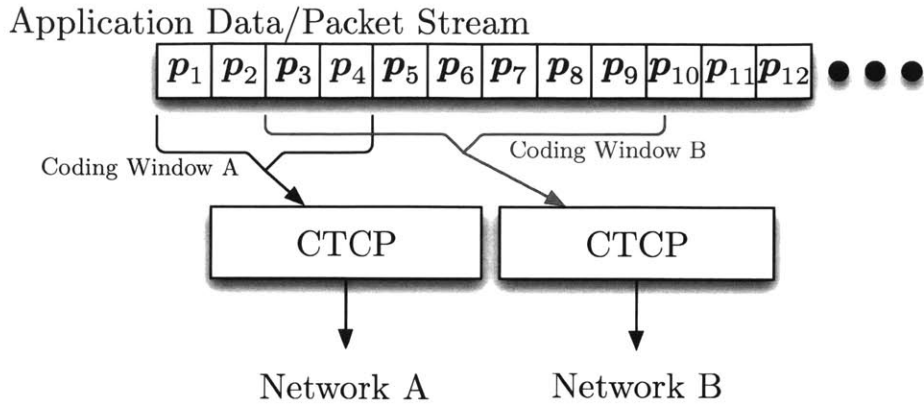 Application Data/Packet Stream
p₁ p₂ p₃ p₄ p₅ p₆ p₇ p₈ p₉ p₁₀ p₁₁ p₁₂
Coding Window A
Coding Window B
CTCP
CTCP
Network A
Network B